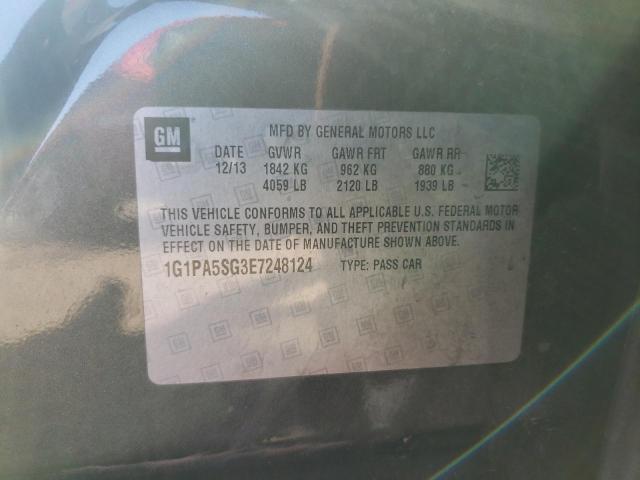 GM
MFD BY GENERAL MOTORS LLC
DATE GVWR GAWR FRT GAWR RR
12/13 1842 KG 962 KG 880 KG
4059 LB 2120 LB 1939 LB
THIS VEHICLE CONFORMS TO ALL APPLICABLE U.S. FEDERAL MOTOR
VEHICLE SAFETY, BUMPER, AND THEFT PREVENTION STANDARDS IN
EFFECT ON THE DATE OF MANUFACTURE SHOWN ABOVE.
1G1PA5SG3E7248124 TYPE: PASS CAR